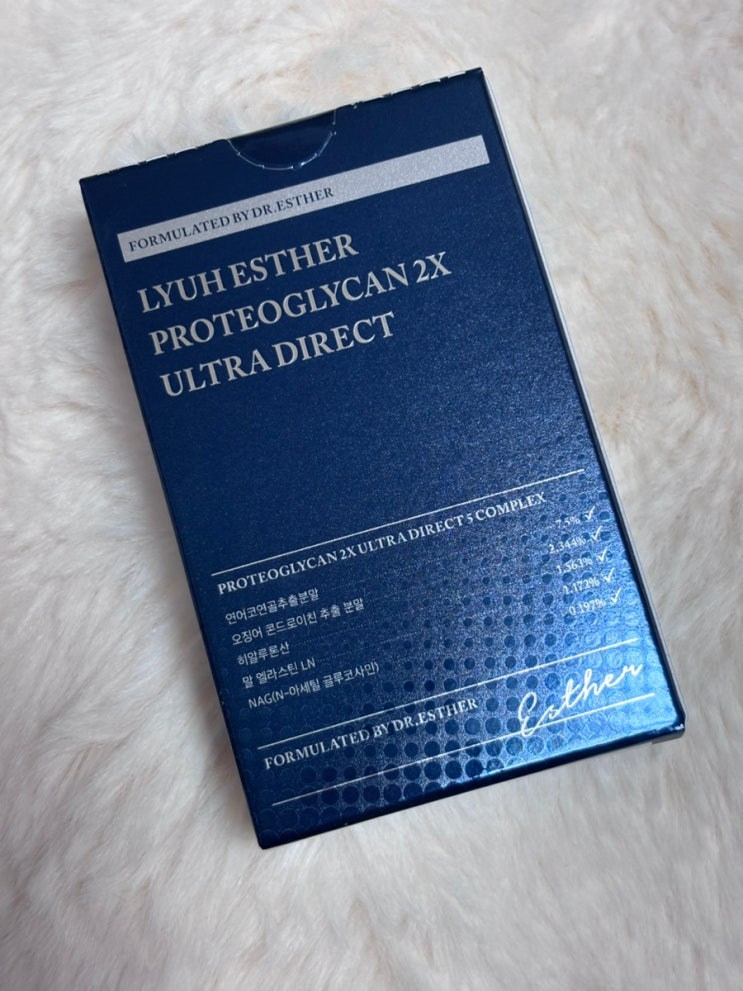 FORMULATED BY DR.ESTHER
LYUH ESTHER
PROTEOGLYCAN 2X
ULTRA DIRECT
PROTEOGLYCAN 2X ULTRA DIRECT 5 COMPLEX
연어코연골추출분말 7.5% ✓
오징어 콘드로이친 추출 분말 2.344% ✓
히알루론산 1.563% ✓
말 엘라스틴 LN 1.172% ✓
NAG(N-아세틸 글루코사민) 0.197% ✓
FORMULATED BY DR.ESTHER
Esther